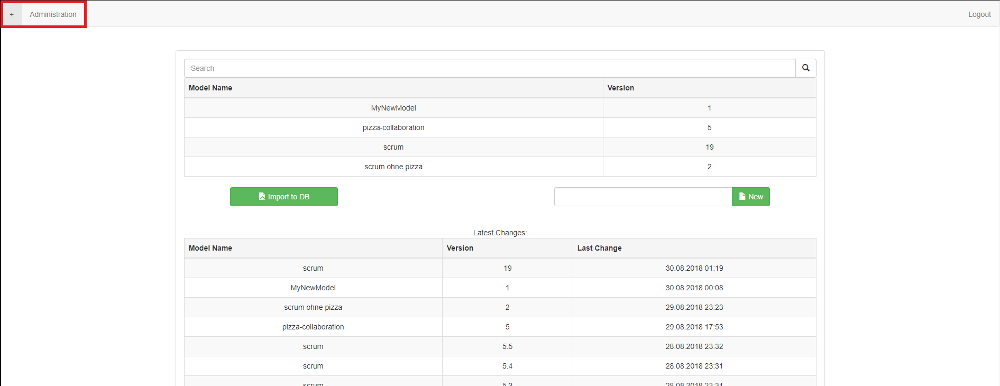 + Administration Logout
Search
Model Name Version
MyNewModel 1
pizza-collaboration 5
scrum 19
scrum ohne pizza 2
Import to DB New
Latest Changes:
Model Name Version Last Change
scrum 19 30.08.2018 01:19
MyNewModel 1 30.08.2018 00:08
scrum ohne pizza 2 29.08.2018 23:23
pizza-collaboration 5 29.08.2018 17:53
scrum 5.5 28.08.2018 23:32
scrum 5.4 28.08.2018 23:31
scrum 5.3 28.08.2018 23:31